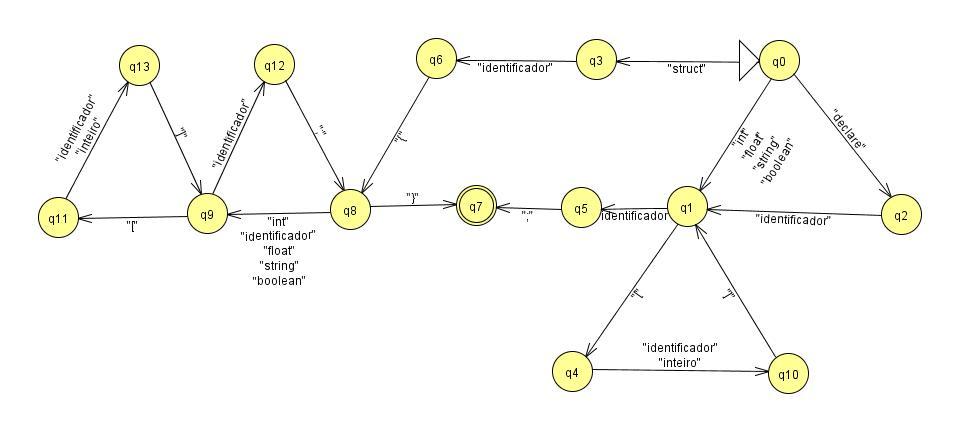 q13
q12
q6
"identificador"
q3
"struct"
q0
"identificador"
"inteiro"
"]"
"identificador"
";"
"{"
"int"
"float"
"string"
"boolean"
"declare"
q11
"["
q9
"int"
"identificador"
"float"
"string"
"boolean"
q8
"}"
q7
";"
q5
identificador
q1
"identificador"
q2
"["
"]"
q4
"identificador"
"inteiro"
q10